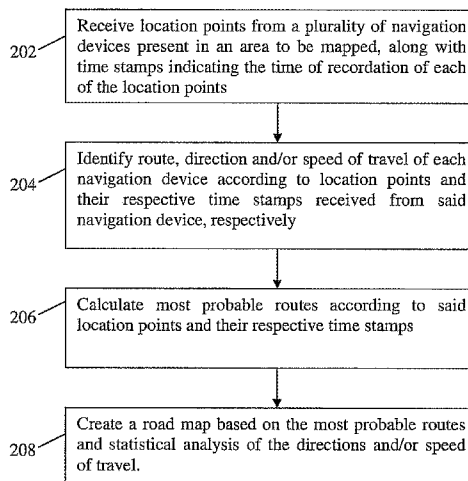 202
Receive location points from a plurality of navigation
devices present in an area to be mapped, along with
time stamps indicating the time of recordation of each
of the location points
204
Identify route, direction and/or speed of travel of each
navigation device according to location points and
their respective time stamps received from said
navigation device, respectively
206
Calculate most probable routes according to said
location points and their respective time stamps
208
Create a road map based on the most probable routes
and statistical analysis of the directions and/or speed
of travel.